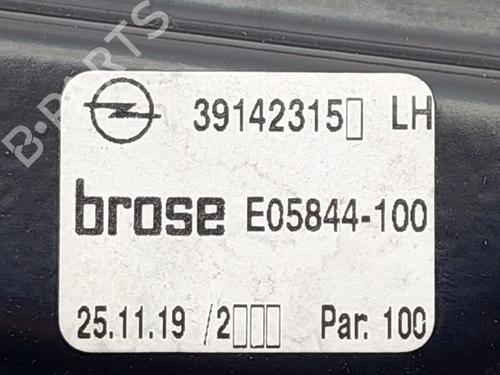 B-PARTS
39142315▯ LH
brose E05844-100
25.11.19 /2▯▯▯ Par. 100